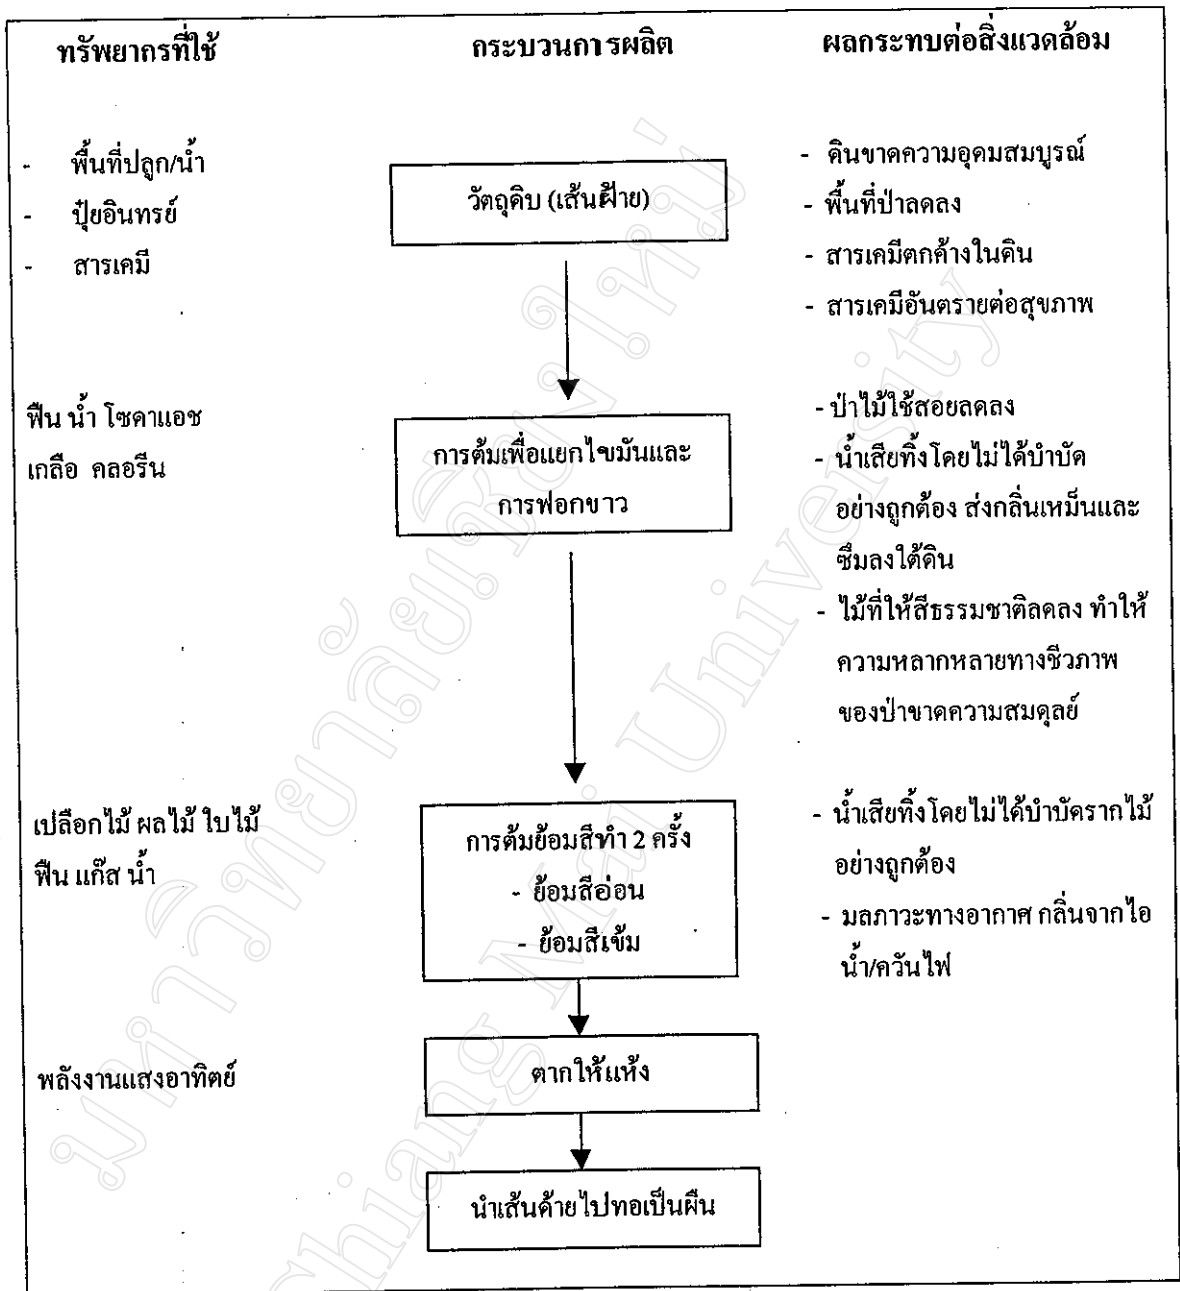 ทรัพยากรที่ใช้
กระบวนการผลิต
ผลกระทบต่อสิ่งแวดล้อม
- พื้นที่ปลูก/น้ำ
- ปุ๋ยอินทรย์
- สารเคมี
วัตถุดิบ (เส้นฝ้าย)
- ดินขาดความอุดมสมบูรณ์
- พื้นที่ป่าลดลง
- สารเคมีตกค้างในดิน
- สารเคมีอันตรายต่อสุขภาพ
ฟืน น้ำ โซดาแอช
เกลือ คลอรีน
การต้มเพื่อแยกไขมันและ
การฟอกขาว
- ป่าไม้ใช้สอยลดลง
- น้ำเสียทิ้งโดยไม่ได้บำบัด
อย่างถูกต้อง ส่งกลิ่นเหม็นและ
ซึมลงใต้ดิน
- ไม้ที่ให้สีธรรมชาติลดลง ทำให้
ความหลากหลายทางชีวภาพ
ของป่าขาดความสมดุลย์
เปลือกไม้ ผลไม้ ใบไม้
ฟืน แก๊ส น้ำ
การต้มย้อมสีทำ 2 ครั้ง
- ย้อมสีอ่อน
- ย้อมสีเข้ม
- น้ำเสียทิ้งโดยไม่ได้บำบัดรากไม้
อย่างถูกต้อง
- มลภาวะทางอากาศ กลิ่นจากไอ
น้ำ/ควันไฟ
พลังงานแสงอาทิตย์
ตากให้แห้ง
นำเส้นด้ายไปทอเป็นผืน
มหาวิทยาลัยเชียงใหม่
Chiang Mai University